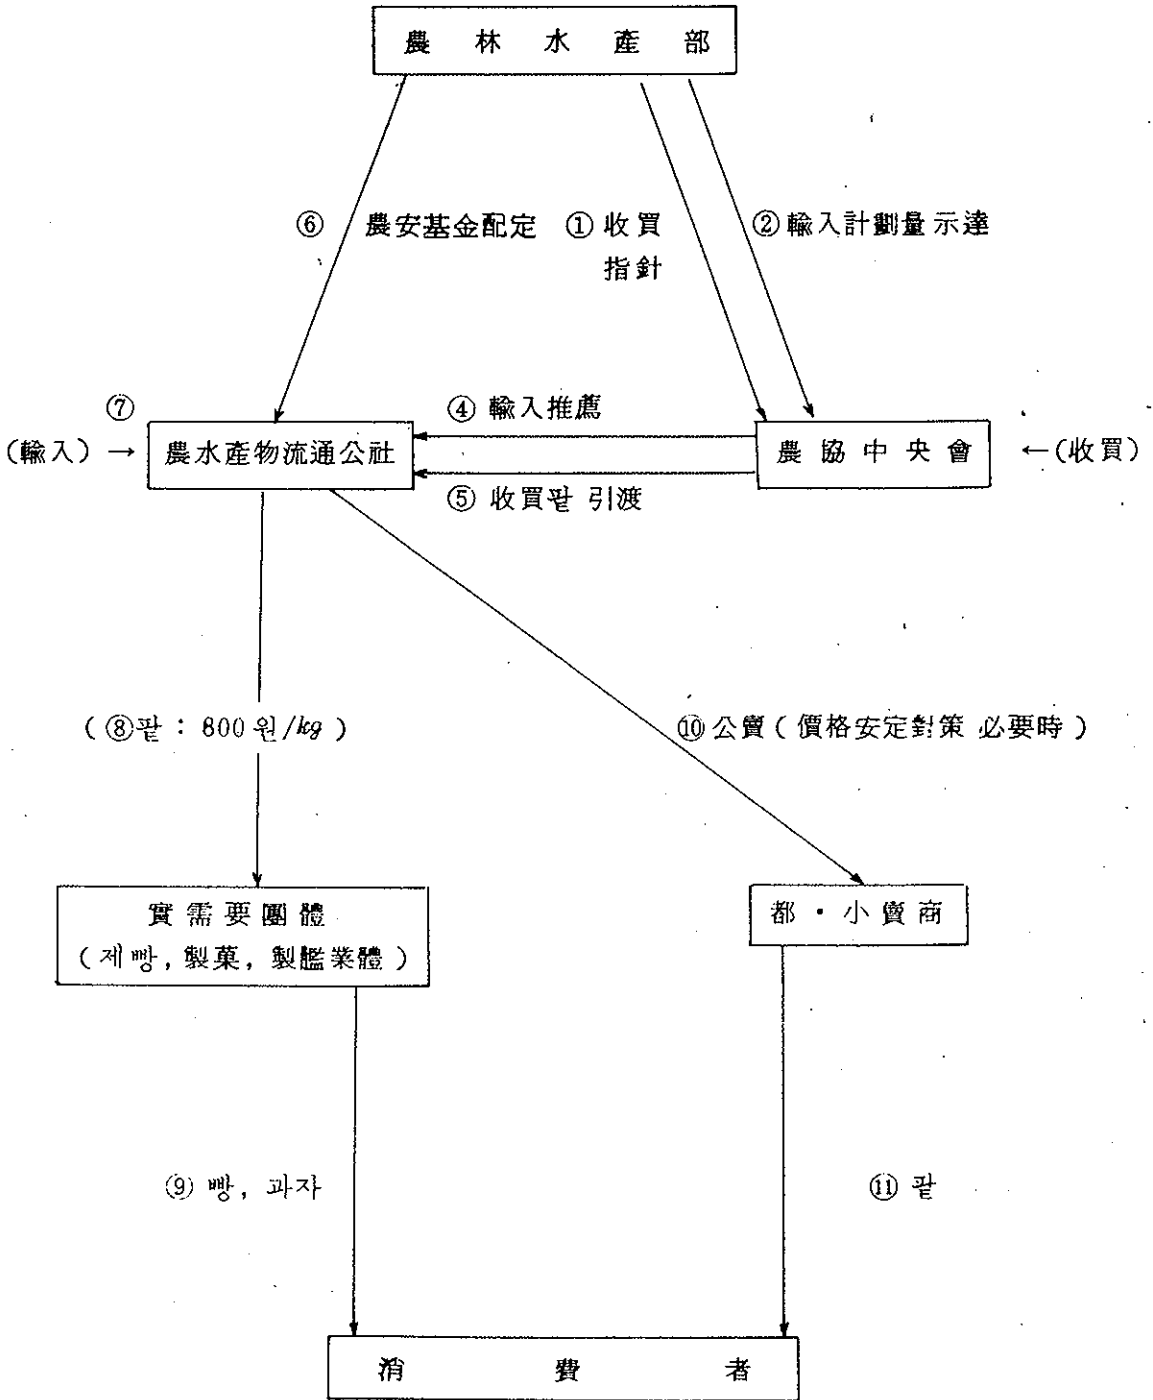 農林水產部
⑥ 農安基金配定
① 收買
指針
② 輸入計劃量示達
⑦
(輸入) →
農水產物流通公社
④ 輸入推薦
⑤ 收買팥 引渡
農協中央會
←(收買)
(⑧팥 : 800원/kg)
⑩ 公賣 (價格安定對策 必要時)
實需要團體
(제빵, 製菓, 製艦業體)
都・小賣商
⑨ 빵, 과자
⑪ 팥
消費者